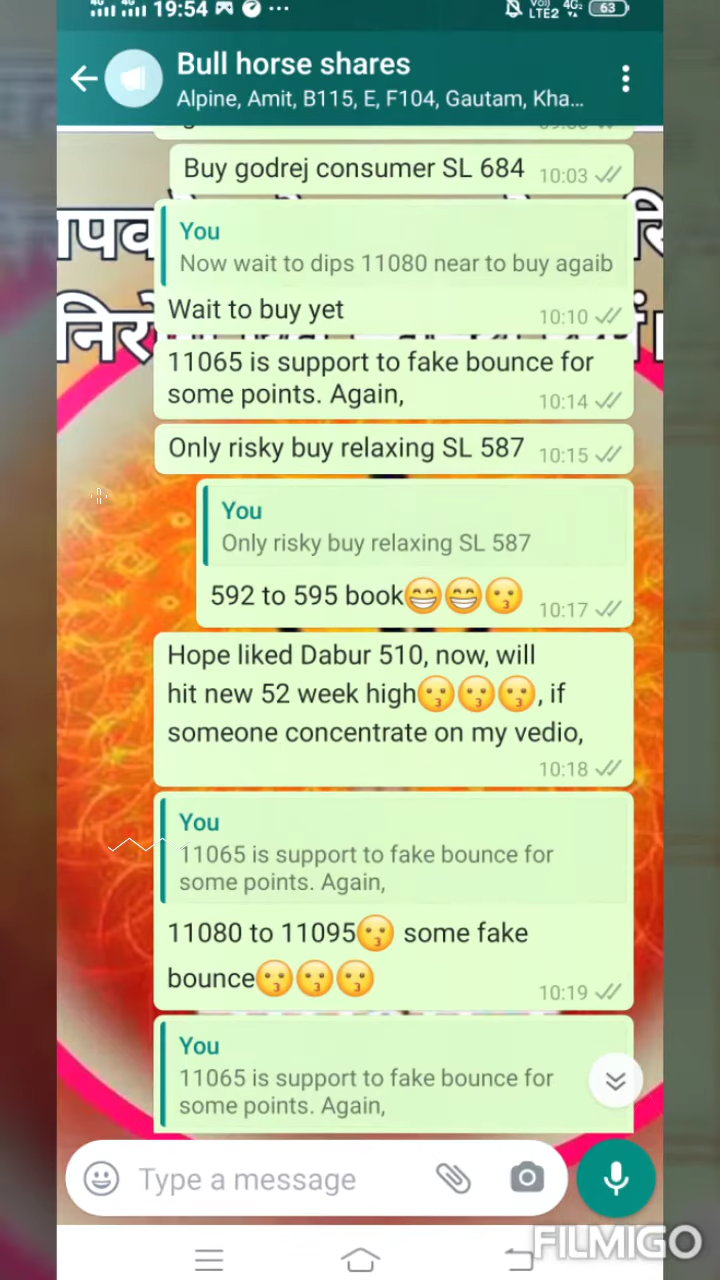 19:54
VoJ)
LTE2
4G
63
Bull horse shares
Alpine, Amit, B115, E, F104, Gautam, Kha...
Buy godrej consumer SL 684
10:03
You
Now wait to dips 11080 near to buy agaib
Wait to buy yet
10:10
11065 is support to fake bounce for
some points. Again,
10:14
Only risky buy relaxing SL 587
10:15
You
Only risky buy relaxing SL 587
592 to 595 book😁😁😗
10:17
Hope liked Dabur 510, now, will
hit new 52 week high😗😗😗, if
someone concentrate on my vedio,
10:18
You
11065 is support to fake bounce for
some points. Again,
11080 to 11095😗 some fake
bounce😗😗😗
10:19
You
11065 is support to fake bounce for
some points. Again,
Type a message
FILMIGO